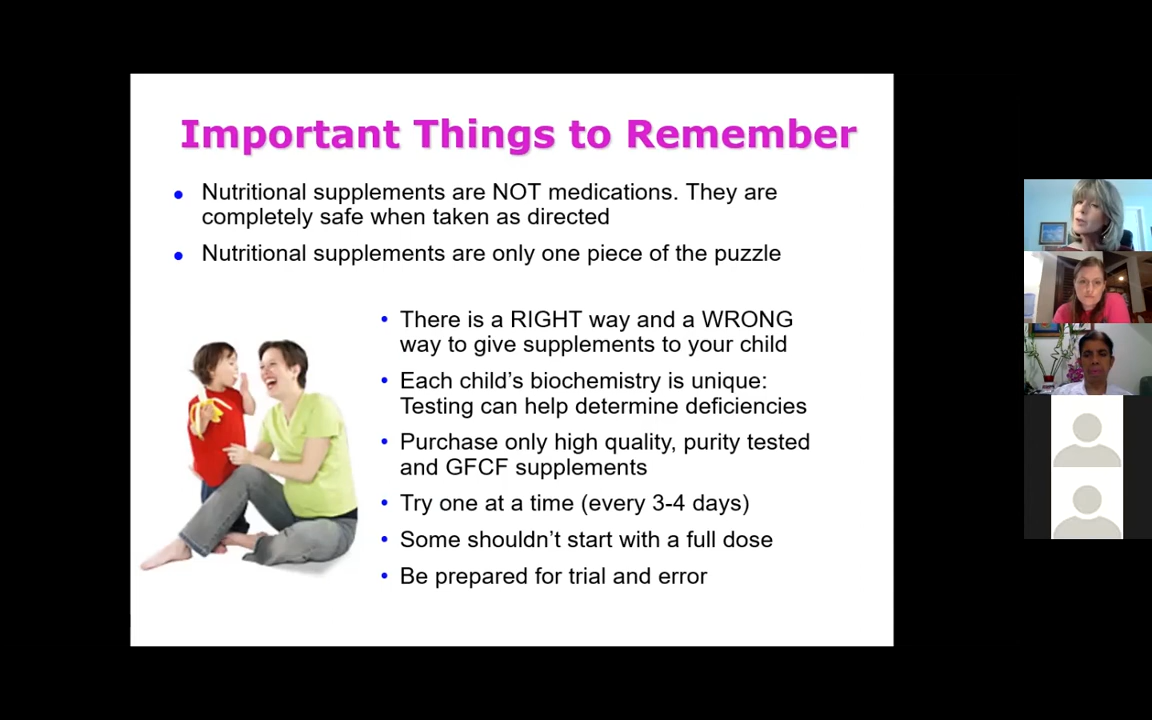 Important Things to Remember
• Nutritional supplements are NOT medications. They are
completely safe when taken as directed
• Nutritional supplements are only one piece of the puzzle
• There is a RIGHT way and a WRONG
way to give supplements to your child
• Each child’s biochemistry is unique:
Testing can help determine deficiencies
• Purchase only high quality, purity tested
and GFCF supplements
• Try one at a time (every 3-4 days)
• Some shouldn’t start with a full dose
• Be prepared for trial and error